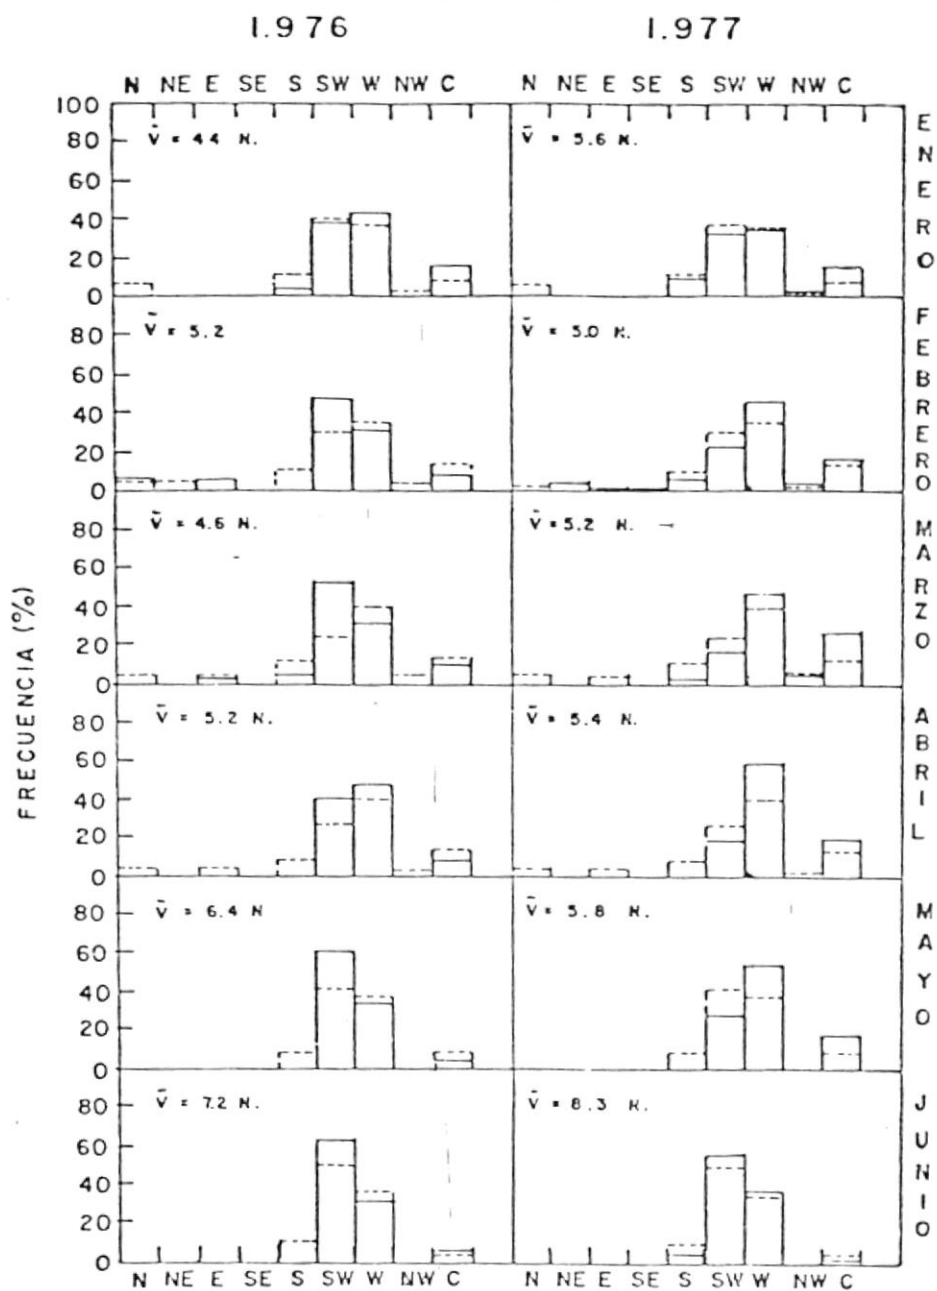 1.976 1.977
N NE E SE S SW W NW C N NE E SE S SW W NW C
100
80
60
40
20
0
V̄ = 4.4 N.
V̄ = 5.6 N.
ENERO
80
60
40
20
0
V̄ = 5.2
V̄ = 5.0 N.
FEBRERO
80
60
40
20
0
V̄ = 4.6 N.
V̄ = 5.2 N.
MARZO
FRECUENCIA (%)
80
60
40
20
0
V̄ = 5.2 N.
V̄ = 5.4 N.
ABRIL
80
60
40
20
0
V̄ = 6.4 N
V̄ = 5.8 N.
MAYO
80
60
40
20
0
V̄ = 7.2 N.
V̄ = 8.3 N.
JUNIO
N NE E SE S SW W NW C N NE E SE S SW W NW C